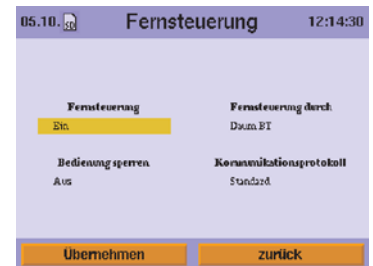 05.10. SD Fernsteuerung 12:14:30
Fernsteuerung Fernsteuerung durch
Ein Daum BT
Bedienung sperren Kommunikationsprotokoll
Aus Standard
Übernehmen zurück